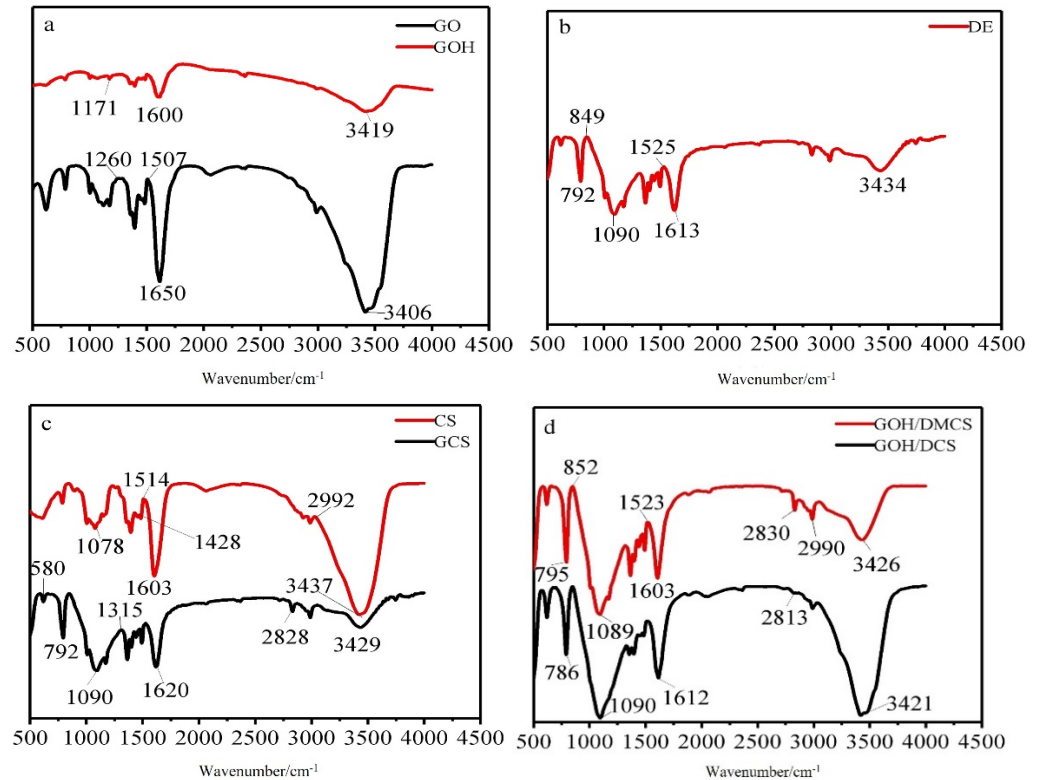 a
GO
GOH
1171
1600
3419
1260
1507
1650
3406
500 1000 1500 2000 2500 3000 3500 4000 4500
Wavenumber/cm-1
b
DE
849
1525
792
3434
1090
1613
500 1000 1500 2000 2500 3000 3500 4000 4500
Wavenumber/cm-1
c
CS
GCS
1514
2992
1078
1428
580
1603
3437
1315
792
2828
3429
1090
1620
500 1000 1500 2000 2500 3000 3500 4000 4500
Wavenumber/cm-1
d
GOH/DMCS
GOH/DCS
852
1523
2830
2990
3426
795
1603
1089
2813
786
1612
3421
1090
500 1000 1500 2000 2500 3000 3500 4000 4500
Wavenumber/cm-1